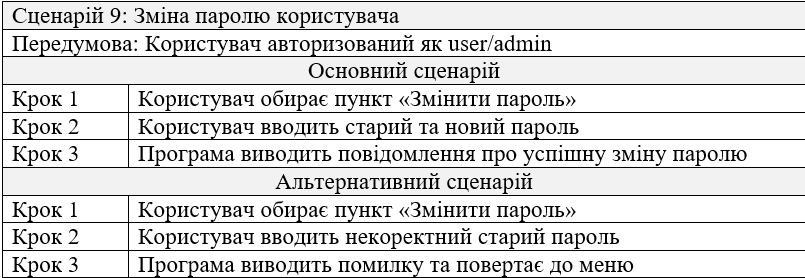 Сценарій 9: Зміна паролю користувача
Передумова: Користувач авторизований як user/admin
Основний сценарій
Крок 1 Користувач обирає пункт «Змінити пароль»
Крок 2 Користувач вводить старий та новий пароль
Крок 3 Програма виводить повідомлення про успішну зміну паролю
Альтернативний сценарій
Крок 1 Користувач обирає пункт «Змінити пароль»
Крок 2 Користувач вводить некоректний старий пароль
Крок 3 Програма виводить помилку та повертає до меню